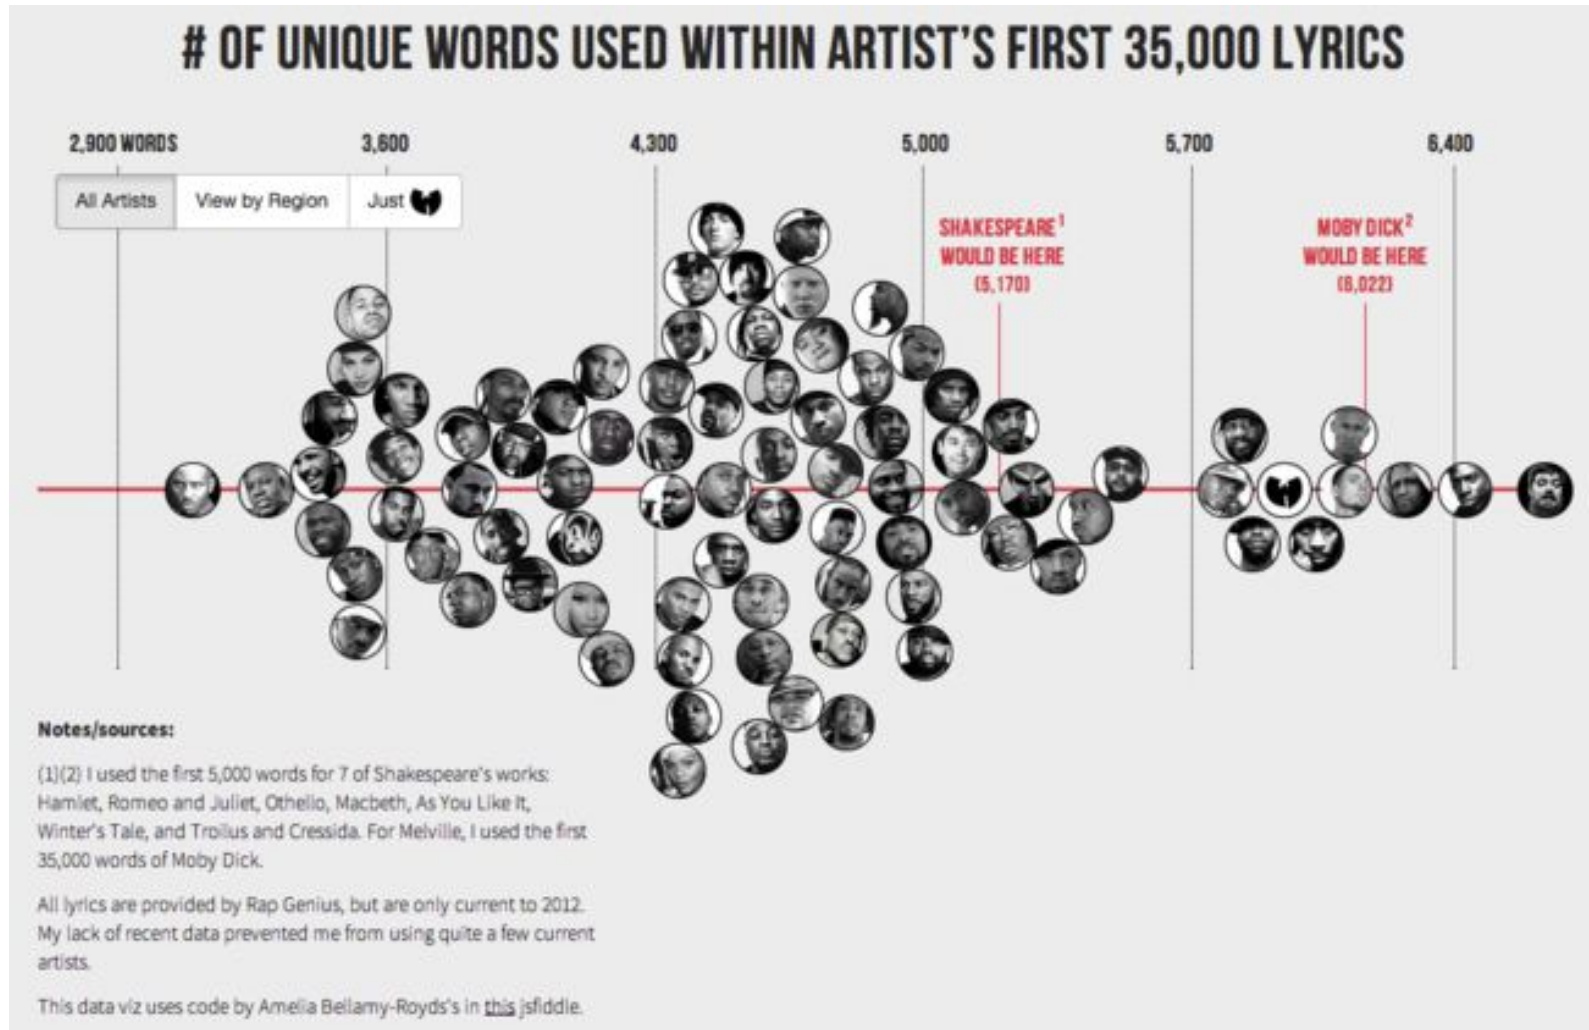 # OF UNIQUE WORDS USED WITHIN ARTIST'S FIRST 35,000 LYRICS
2,900 WORDS 3,600 4,300 5,000 5,700 6,400
All Artists View by Region Just
SHAKESPEARE¹
WOULD BE HERE
(5,170)
MOBY DICK²
WOULD BE HERE
(6,022)
Notes/sources:
(1)(2) I used the first 5,000 words for 7 of Shakespeare's works:
Hamlet, Romeo and Juliet, Othello, Macbeth, As You Like It,
Winter's Tale, and Troilus and Cressida. For Melville, I used the first
35,000 words of Moby Dick.
All lyrics are provided by Rap Genius, but are only current to 2012.
My lack of recent data prevented me from using quite a few current
artists.
This data viz uses code by Amelia Bellamy-Royds's in this jsfiddle.